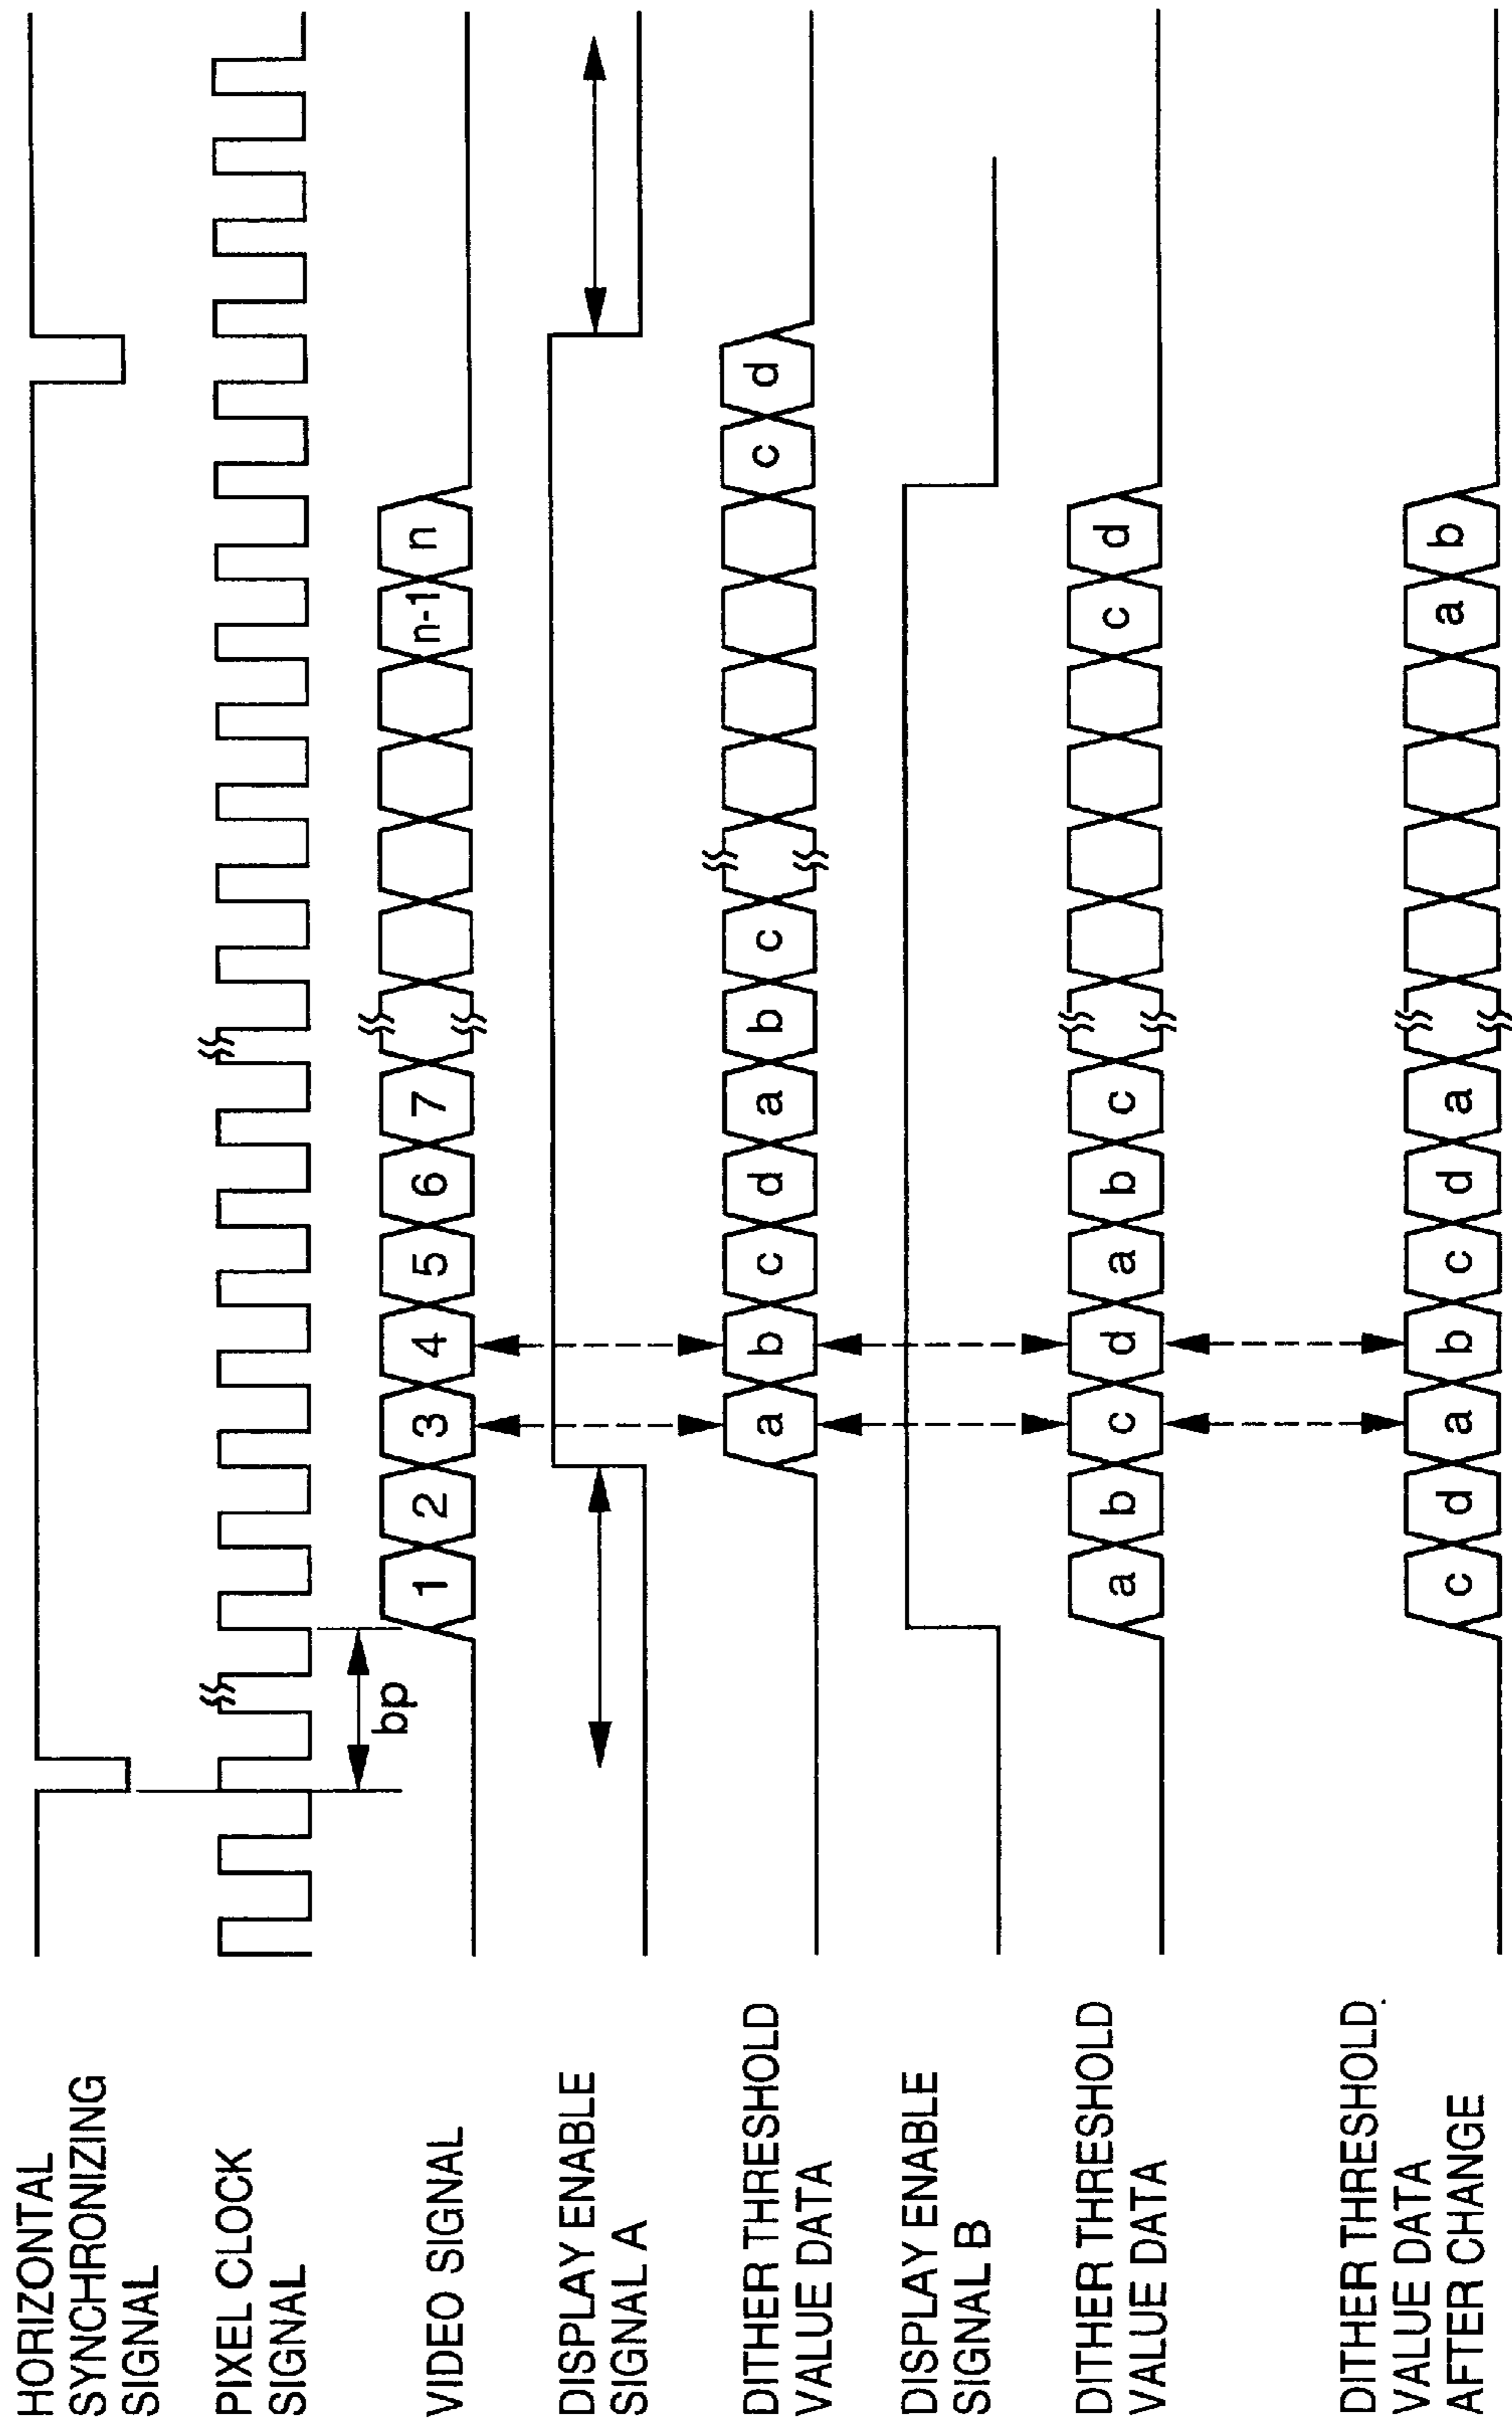 HORIZONTAL
SYNCHRONIZING
SIGNAL
PIXEL CLOCK
SIGNAL
bp
VIDEO SIGNAL
1 2 3 4 5 6 7 n-1 n
DISPLAY ENABLE
SIGNAL A
DITHER THRESHOLD
VALUE DATA
a b c d a b c c d
DISPLAY ENABLE
SIGNAL B
DITHER THRESHOLD
VALUE DATA
a b c d a b c c d
DITHER THRESHOLD
VALUE DATA
AFTER CHANGE
c d a b c d a a b